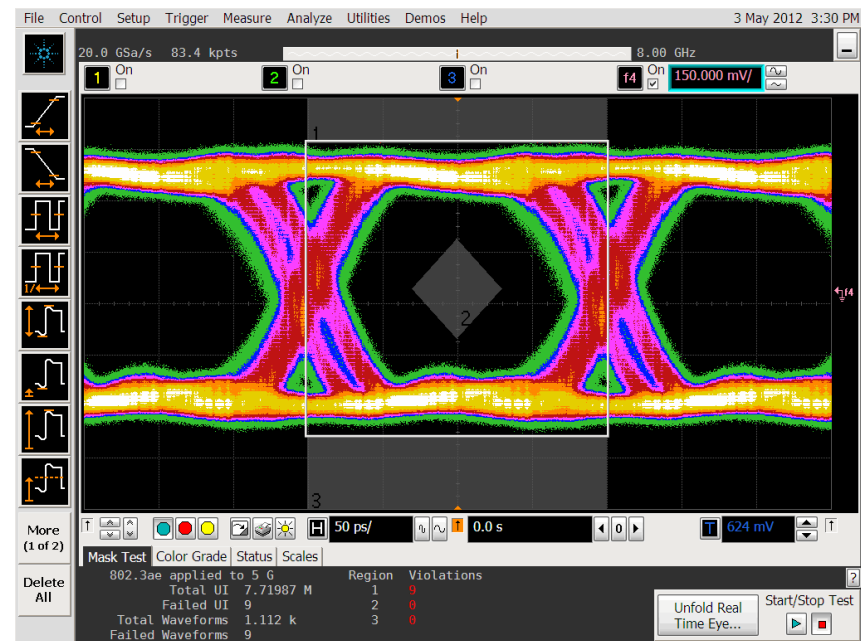 File Control Setup Trigger Measure Analyze Utilities Demos Help 3 May 2012 3:30 PM
20.0 GSa/s 83.4 kpts 8.00 GHz
1 On 2 On 3 On f4 On 150.000 mV/
1
2
f4
3
1/
More
(1 of 2)
Delete
All
H 50 ps/ 0.0 s 0 T 624 mV
Mask Test Color Grade Status Scales
802.3ae applied to 5 G Region Violations
Total UI 7.71987 M 1 9
Failed UI 9 2 0
Total Waveforms 1.112 k 3 0
Failed Waveforms 9
?
Unfold Real
Time Eye...
Start/Stop Test